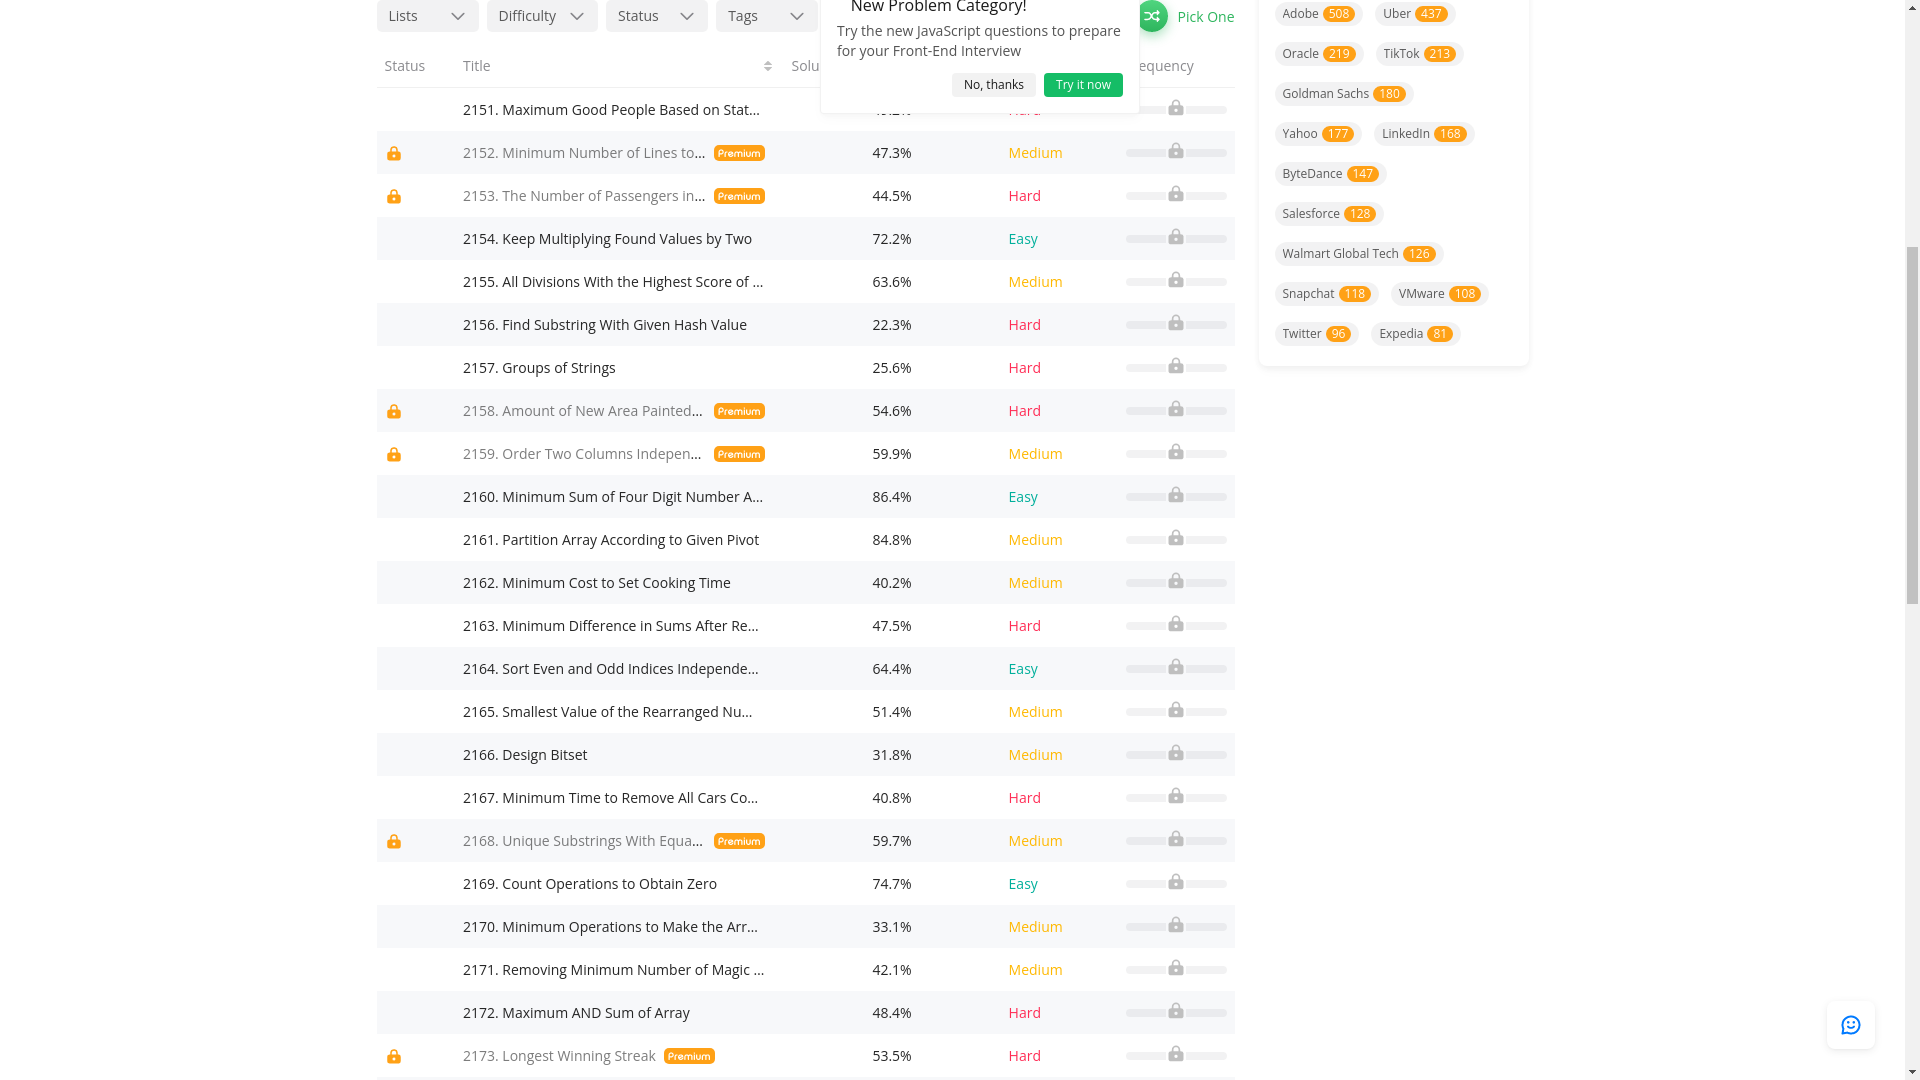 Lists Difficulty Status Tags
New Problem Category!
Try the new JavaScript questions to prepare
for your Front-End Interview
No, thanks Try it now
Pick One
Status Title Solu equency
2151. Maximum Good People Based on Stat...
2152. Minimum Number of Lines to... Premium 47.3% Medium
2153. The Number of Passengers in... Premium 44.5% Hard
2154. Keep Multiplying Found Values by Two 72.2% Easy
2155. All Divisions With the Highest Score of ... 63.6% Medium
2156. Find Substring With Given Hash Value 22.3% Hard
2157. Groups of Strings 25.6% Hard
2158. Amount of New Area Painted... Premium 54.6% Hard
2159. Order Two Columns Indepen... Premium 59.9% Medium
2160. Minimum Sum of Four Digit Number A... 86.4% Easy
2161. Partition Array According to Given Pivot 84.8% Medium
2162. Minimum Cost to Set Cooking Time 40.2% Medium
2163. Minimum Difference in Sums After Re... 47.5% Hard
2164. Sort Even and Odd Indices Independe... 64.4% Easy
2165. Smallest Value of the Rearranged Nu... 51.4% Medium
2166. Design Bitset 31.8% Medium
2167. Minimum Time to Remove All Cars Co... 40.8% Hard
2168. Unique Substrings With Equa... Premium 59.7% Medium
2169. Count Operations to Obtain Zero 74.7% Easy
2170. Minimum Operations to Make the Arr... 33.1% Medium
2171. Removing Minimum Number of Magic ... 42.1% Medium
2172. Maximum AND Sum of Array 48.4% Hard
2173. Longest Winning Streak Premium 53.5% Hard
Adobe 508 Uber 437
Oracle 219 TikTok 213
Goldman Sachs 180
Yahoo 177 LinkedIn 168
ByteDance 147
Salesforce 128
Walmart Global Tech 126
Snapchat 118 VMware 108
Twitter 96 Expedia 81